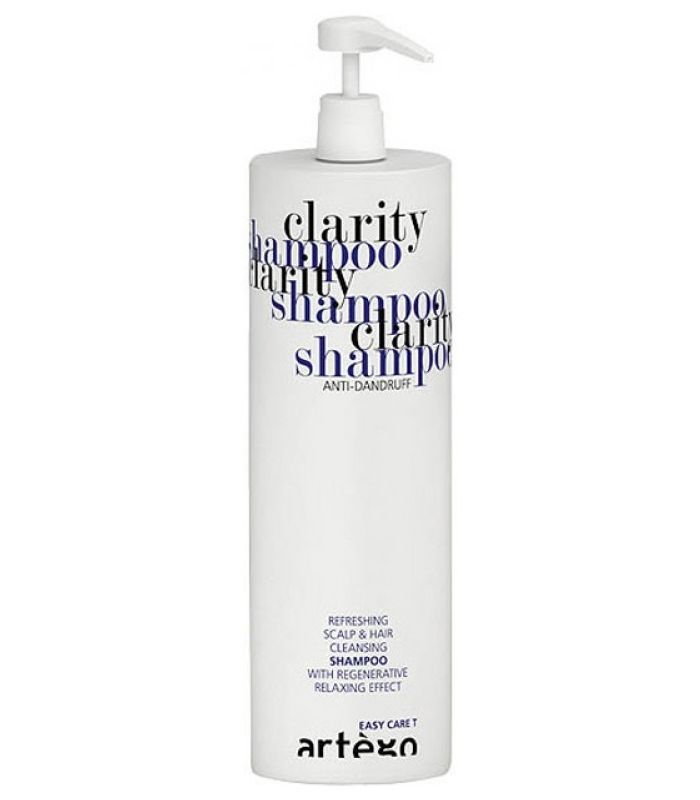 clarity
shampoo
clarity
shampoo
clarity
shampoo
ANTI-DANDRUFF
REFRESHING
SCALP & HAIR
CLEANSING
SHAMPOO
WITH REGENERATIVE
RELAXING EFFECT
EASY CARE T
artègo